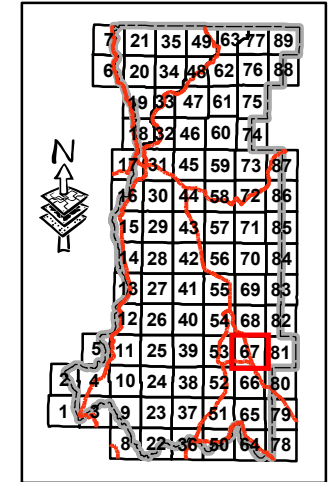 7 21 35 49 63 77 89
6 20 34 48 62 76 88
19 33 47 61 75
18 32 46 60 74
17 31 45 59 73 87
N
16 30 44 58 72 86
15 29 43 57 71 85
14 28 42 56 70 84
13 27 41 55 69 83
12 26 40 54 68 82
5 11 25 39 53 67 81
2 4 10 24 38 52 66 80
1 3 9 23 37 51 65 79
8 22 36 50 64 78